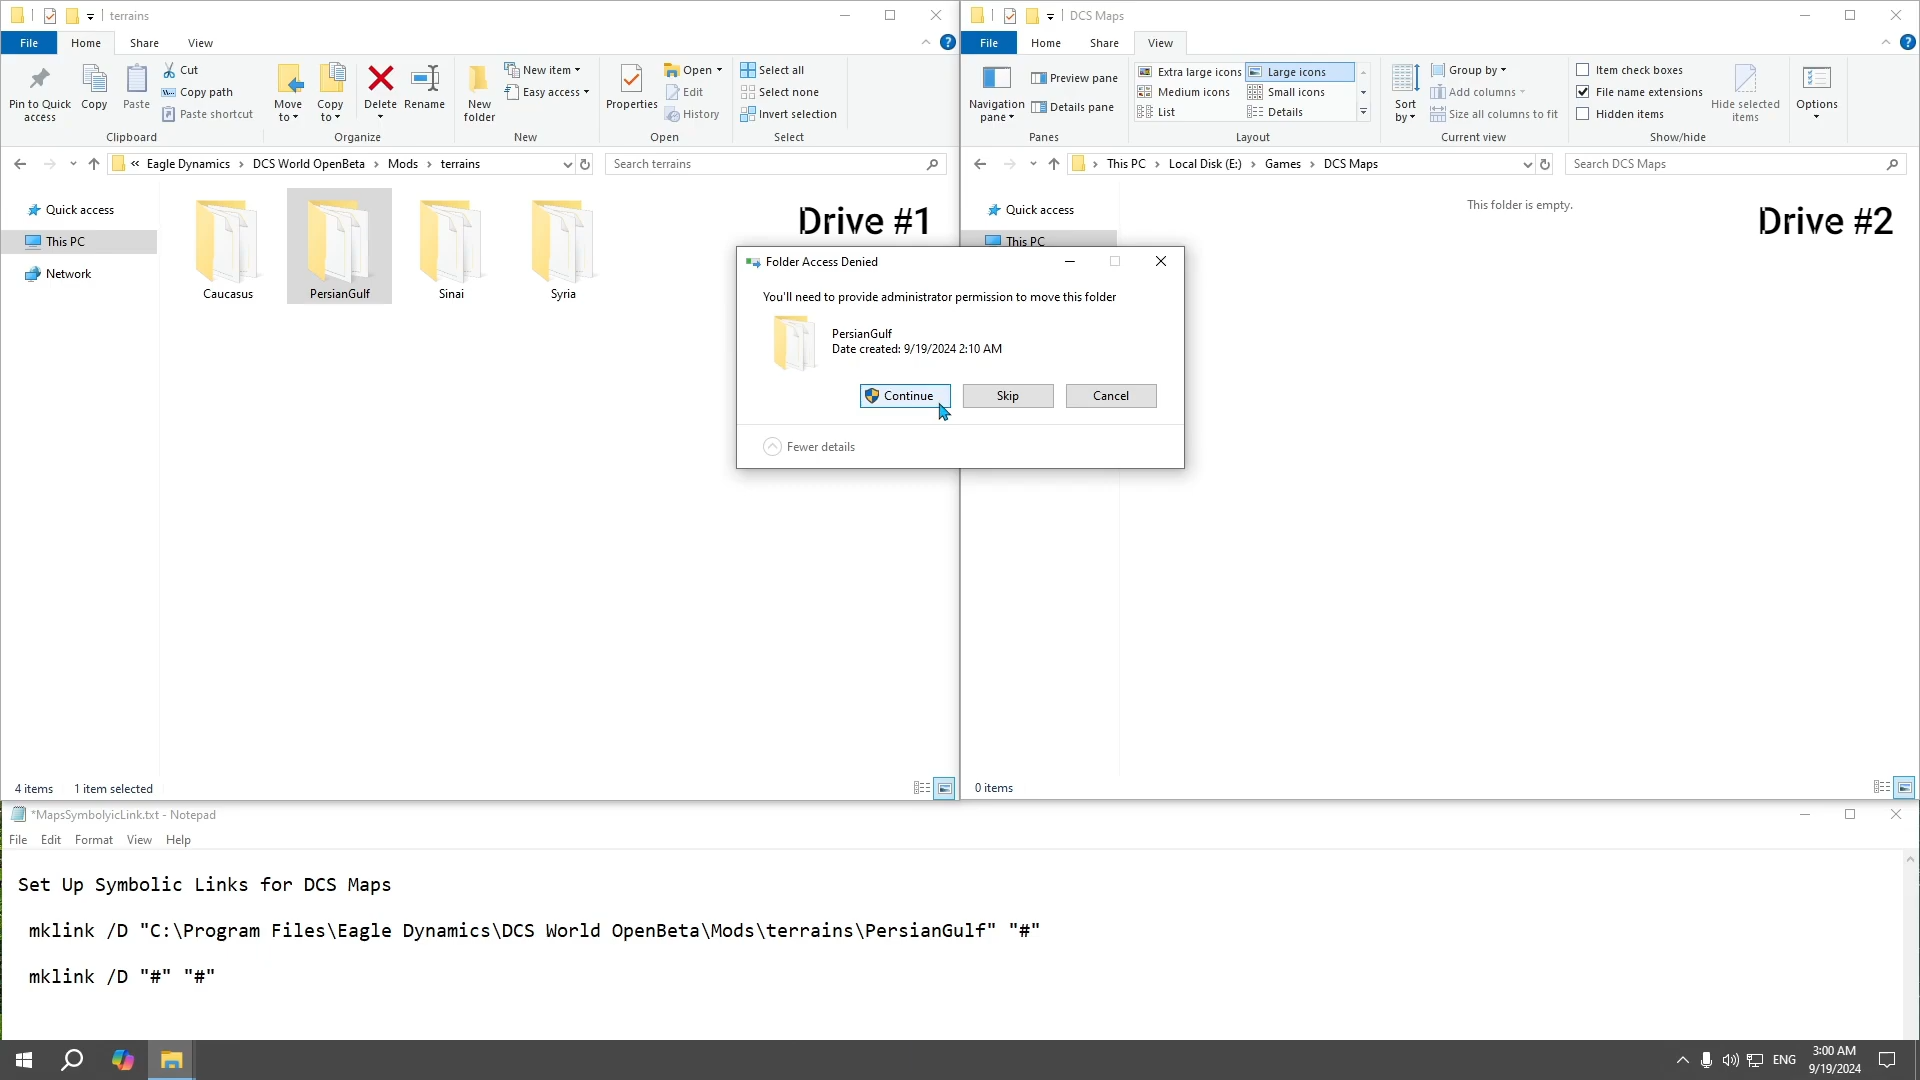 terrains
File
Home
Share
View
Pin to Quick
access
Copy
Paste
Cut
Copy path
Paste shortcut
Clipboard
Move
to
Copy
to
Delete
Rename
Organize
New
folder
New item
Easy access
New
Properties
Open
Edit
History
Open
Select all
Select none
Invert selection
Select
« Eagle Dynamics > DCS World OpenBeta > Mods > terrains
Search terrains
Quick access
This PC
Network
Caucasus
PersianGulf
Sinai
Syria
Drive #1
4 items
1 item selected
DCS Maps
File
Home
Share
View
Navigation
pane
Preview pane
Details pane
Panes
Extra large icons
Large icons
Medium icons
Small icons
List
Details
Layout
Sort
by
Group by
Add columns
Size all columns to fit
Current view
Item check boxes
File name extensions
Hidden items
Hide selected
items
Show/hide
Options
> This PC > Local Disk (E:) > Games > DCS Maps
Search DCS Maps
Quick access
This PC
This folder is empty.
Drive #2
0 items
Folder Access Denied
You'll need to provide administrator permission to move this folder
PersianGulf
Date created: 9/19/2024 2:10 AM
Continue
Skip
Cancel
Fewer details
*MapsSymbolyicLink.txt - Notepad
File
Edit
Format
View
Help
Set Up Symbolic Links for DCS Maps
mklink /D "C:\Program Files\Eagle Dynamics\DCS World OpenBeta\Mods\terrains\PersianGulf" "#"
mklink /D "#" "#"
ENG
3:00 AM
9/19/2024